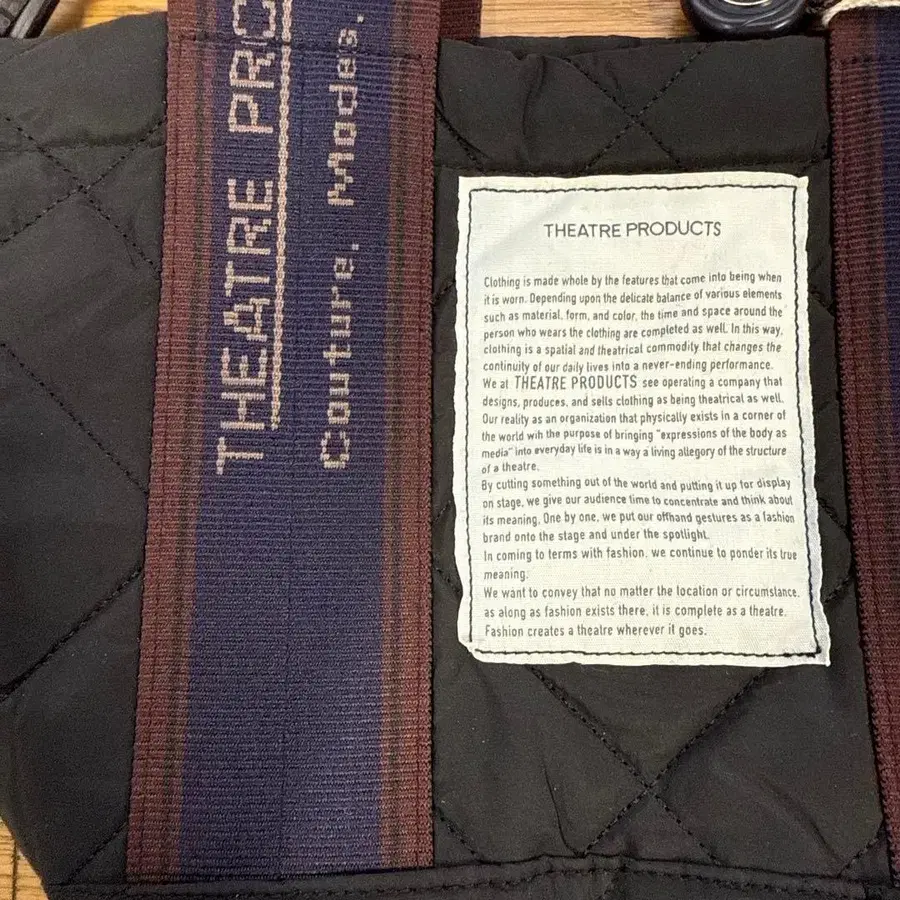 THEATRE PRO
Couture. Modes.
THEATRE PRODUCTS
Clothing is made whole by the features that come into being when
it is worn. Depending upon the delicate balance of various elements
such as material, form, and color, the time and space around the
person who wears the clothing are completed as well. In this way,
clothing is a spatial and theatrical commodity that changes the
continuity of our daily lives into a never-ending performance.
We at THEATRE PRODUCTS see operating a company that
designs, produces, and sells clothing as being theatrical as well.
Our reality as an organization that physically exists in a corner of
the world wih the purpose of bringing "expressions of the body as
media" into everyday life is in a way a living allegory of the structure
of a theatre.
By cutting something out of the world and putting it up for display
on stage, we give our audience time to concentrate and think about
its meaning. One by one, we put our offhand gestures as a fashion
brand onto the stage and under the spotlight.
In coming to terms with fashion, we continue to ponder its true
meaning.
We want to convey that no matter the location or circumstance,
as along as fashion exists there, it is complete as a theatre.
Fashion creates a theatre wherever it goes.